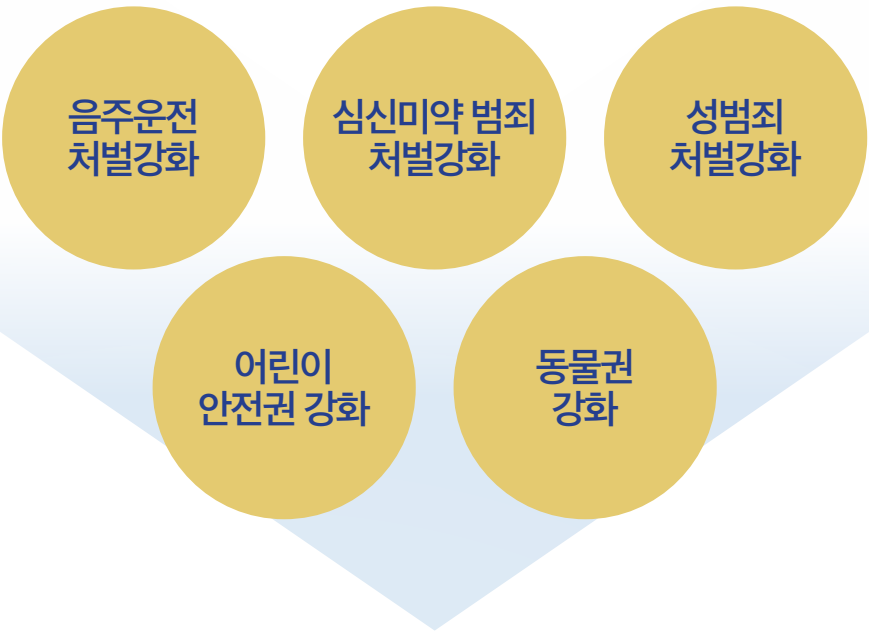 음주운전
처벌강화
심신미약 범죄
처벌강화
성범죄
처벌강화
어린이
안전권 강화
동물권
강화